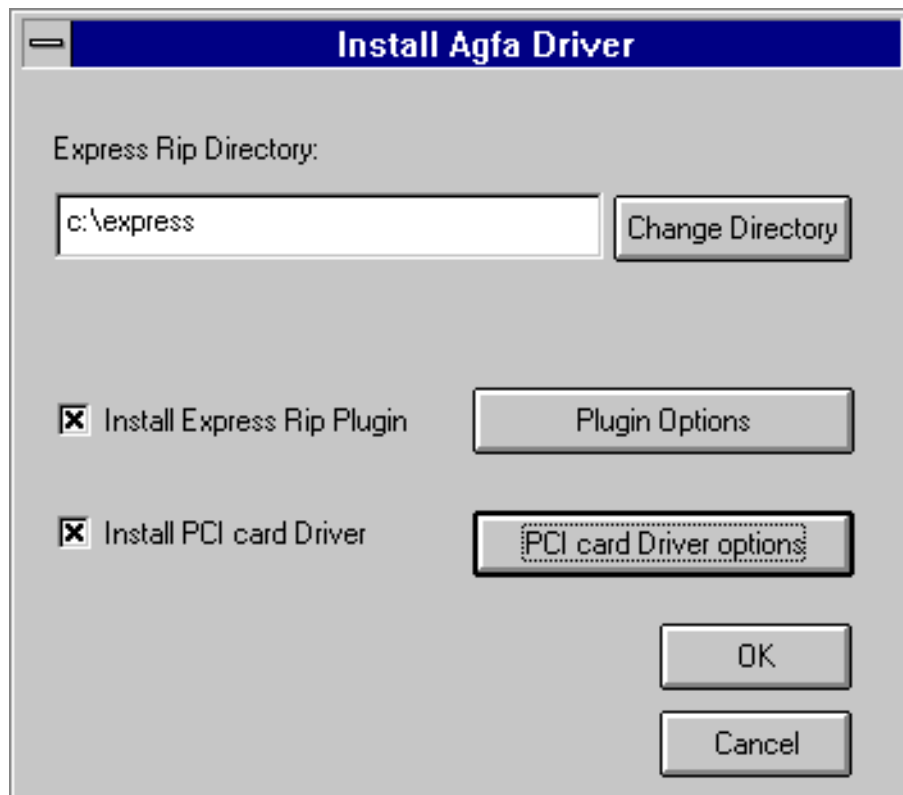 Install Agfa Driver
Express Rip Directory:
c:\express
Change Directory
Install Express Rip Plugin
Plugin Options
Install PCI card Driver
PCI card Driver options
OK
Cancel